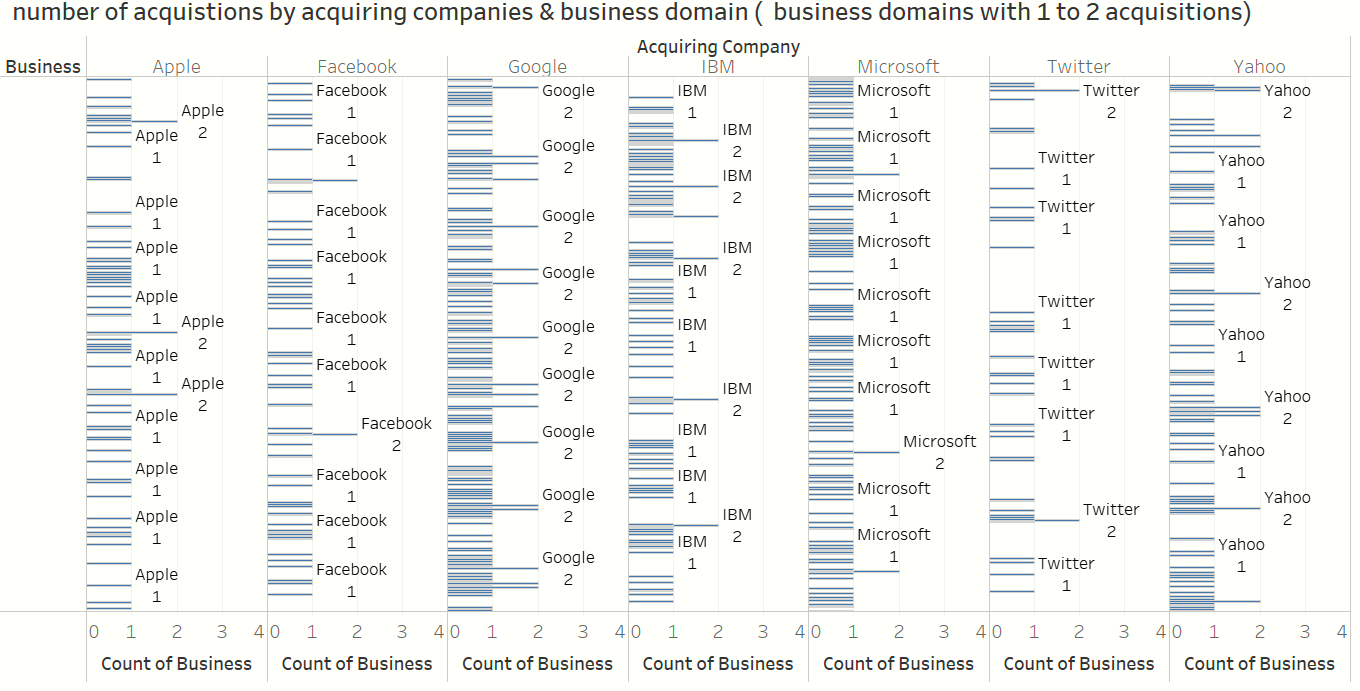 number of acquistions by acquiring companies & business domain ( business domains with 1 to 2 acquisitions)
Acquiring Company
Business Apple Facebook Google IBM Microsoft Twitter Yahoo
Apple
2
Apple
1
Apple
1
Apple
1
Apple
1
Apple
2
Apple
1
Apple
2
Apple
1
Apple
1
Apple
1
Apple
1
Facebook
1
Facebook
1
Facebook
1
Facebook
1
Facebook
1
Facebook
1
Facebook
2
Facebook
1
Facebook
1
Facebook
1
Google
2
Google
2
Google
2
Google
2
Google
2
Google
2
Google
2
Google
2
Google
2
IBM
1
IBM
2
IBM
2
IBM
2
IBM
1
IBM
1
IBM
2
IBM
1
IBM
1
IBM
2
IBM
1
Microsoft
1
Microsoft
1
Microsoft
1
Microsoft
1
Microsoft
1
Microsoft
1
Microsoft
1
Microsoft
2
Microsoft
1
Microsoft
1
Twitter
2
Twitter
1
Twitter
1
Twitter
1
Twitter
1
Twitter
1
Twitter
2
Twitter
1
Yahoo
2
Yahoo
1
Yahoo
1
Yahoo
2
Yahoo
1
Yahoo
2
Yahoo
1
Yahoo
2
Yahoo
1
0 1 2 3 4 0 1 2 3 4 0 1 2 3 4 0 1 2 3 4 0 1 2 3 4 0 1 2 3 4 0 1 2 3 4
Count of Business Count of Business Count of Business Count of Business Count of Business Count of Business Count of Business